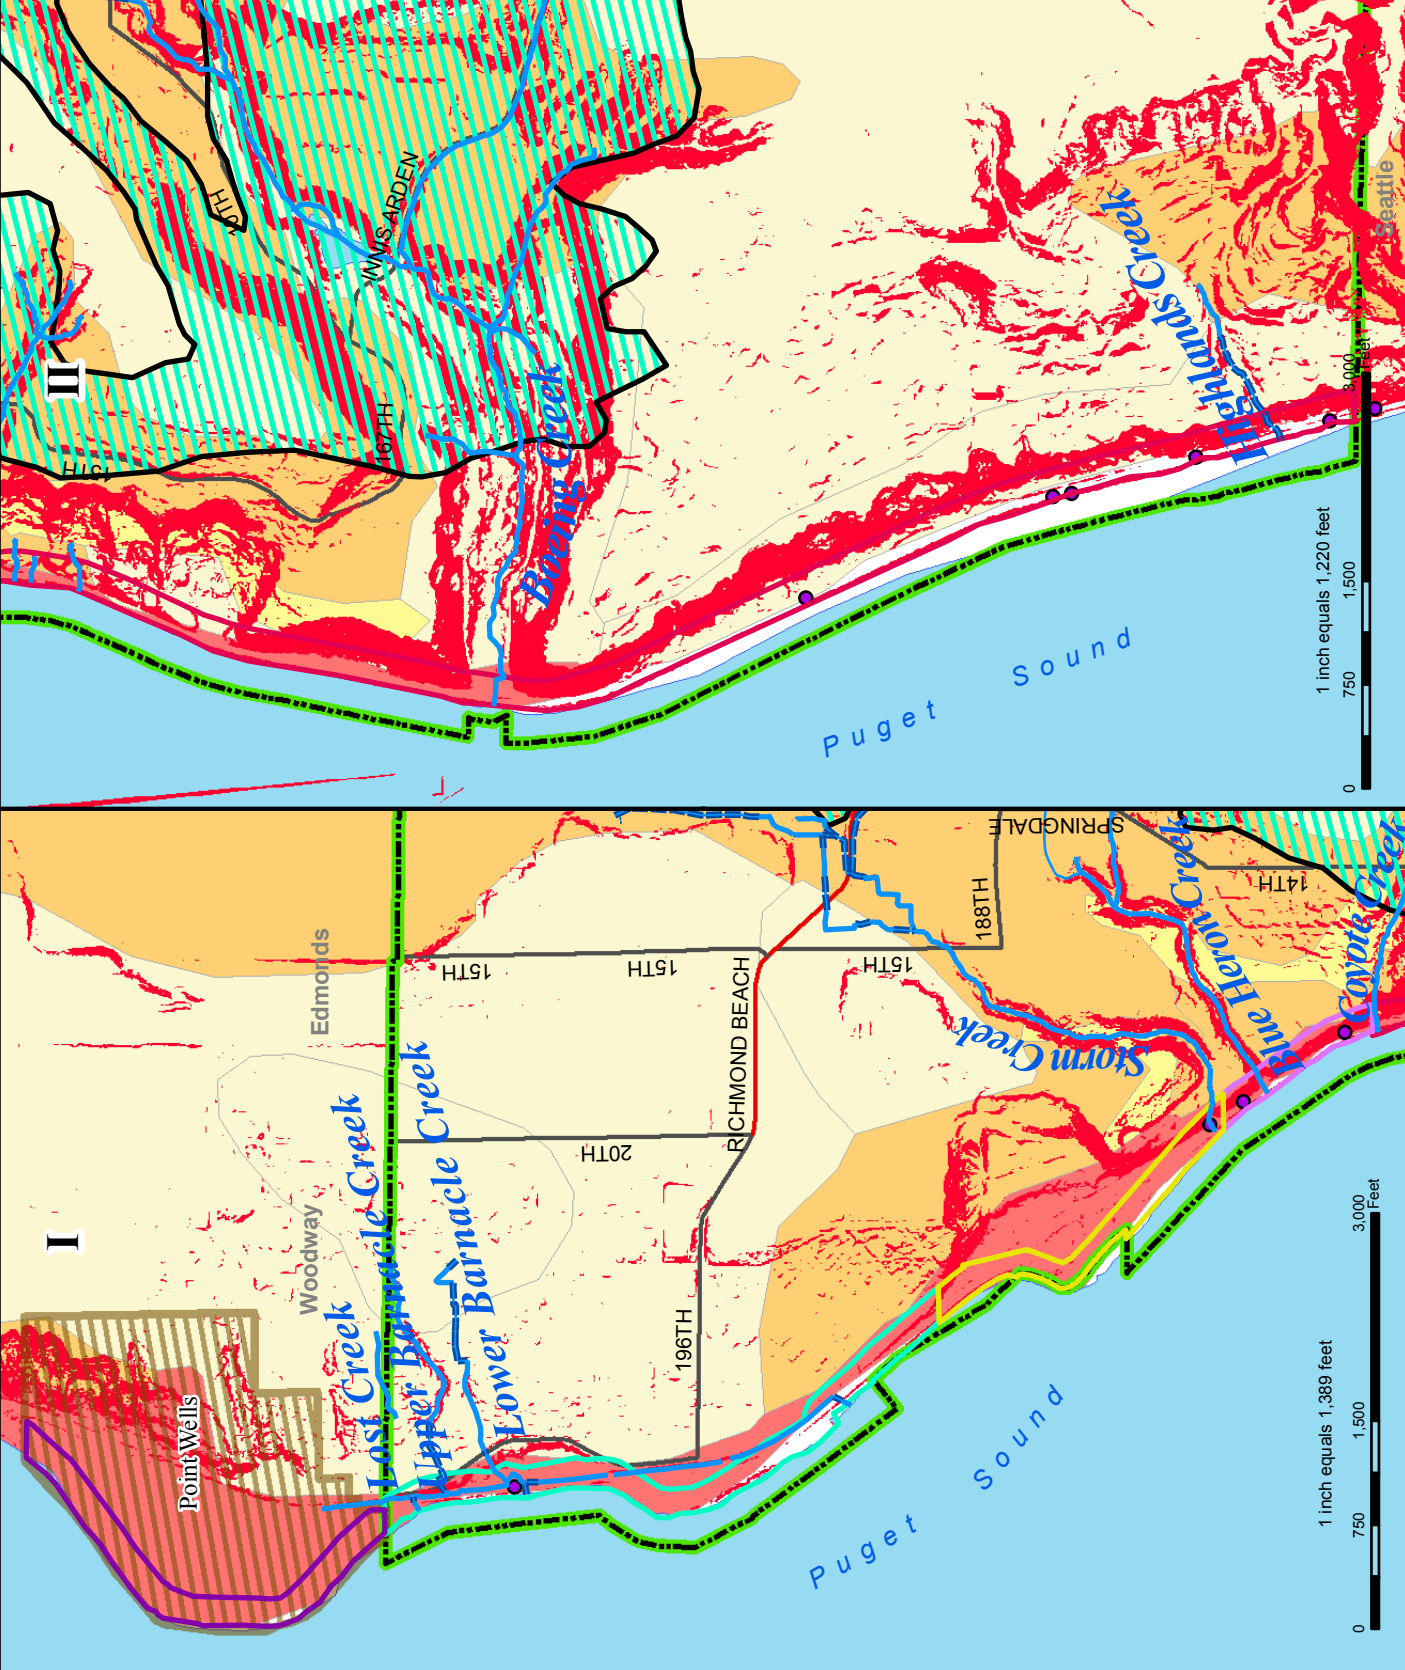 II
10TH
INNIS ARDEN
15TH
167TH
Boeing Creek
Highlands Creek
Seattle
Puget Sound
1 inch equals 1,220 feet
0 750 1,500 3,000
Feet
I
Edmonds
Woodway
Point Wells
Lost Creek
Upper Barnacle Creek
Lower Barnacle Creek
15TH
15TH
15TH
20TH
RICHMOND BEACH
196TH
188TH
SPRINGDALE
14TH
Storm Creek
Blue Heron Creek
Coyote Creek
Puget Sound
1 inch equals 1,389 feet
0 750 1,500 3,000
Feet